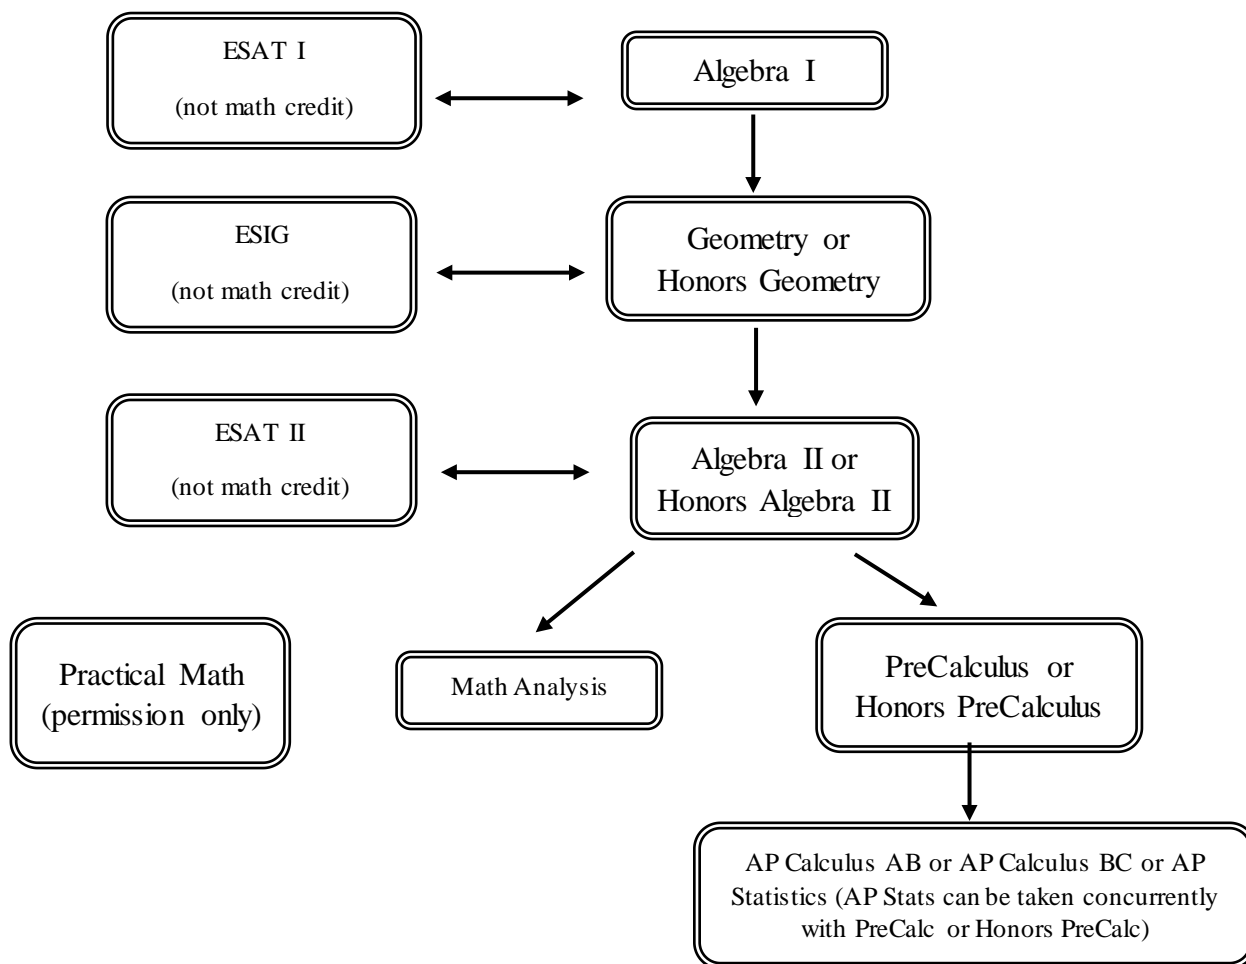 ESAT I
(not math credit)
Algebra I
ESIG
(not math credit)
Geometry or
Honors Geometry
ESAT II
(not math credit)
Algebra II or
Honors Algebra II
Practical Math
(permission only)
Math Analysis
PreCalculus or
Honors PreCalculus
AP Calculus AB or AP Calculus BC or AP
Statistics (AP Stats can be taken concurrently
with PreCalc or Honors PreCalc)